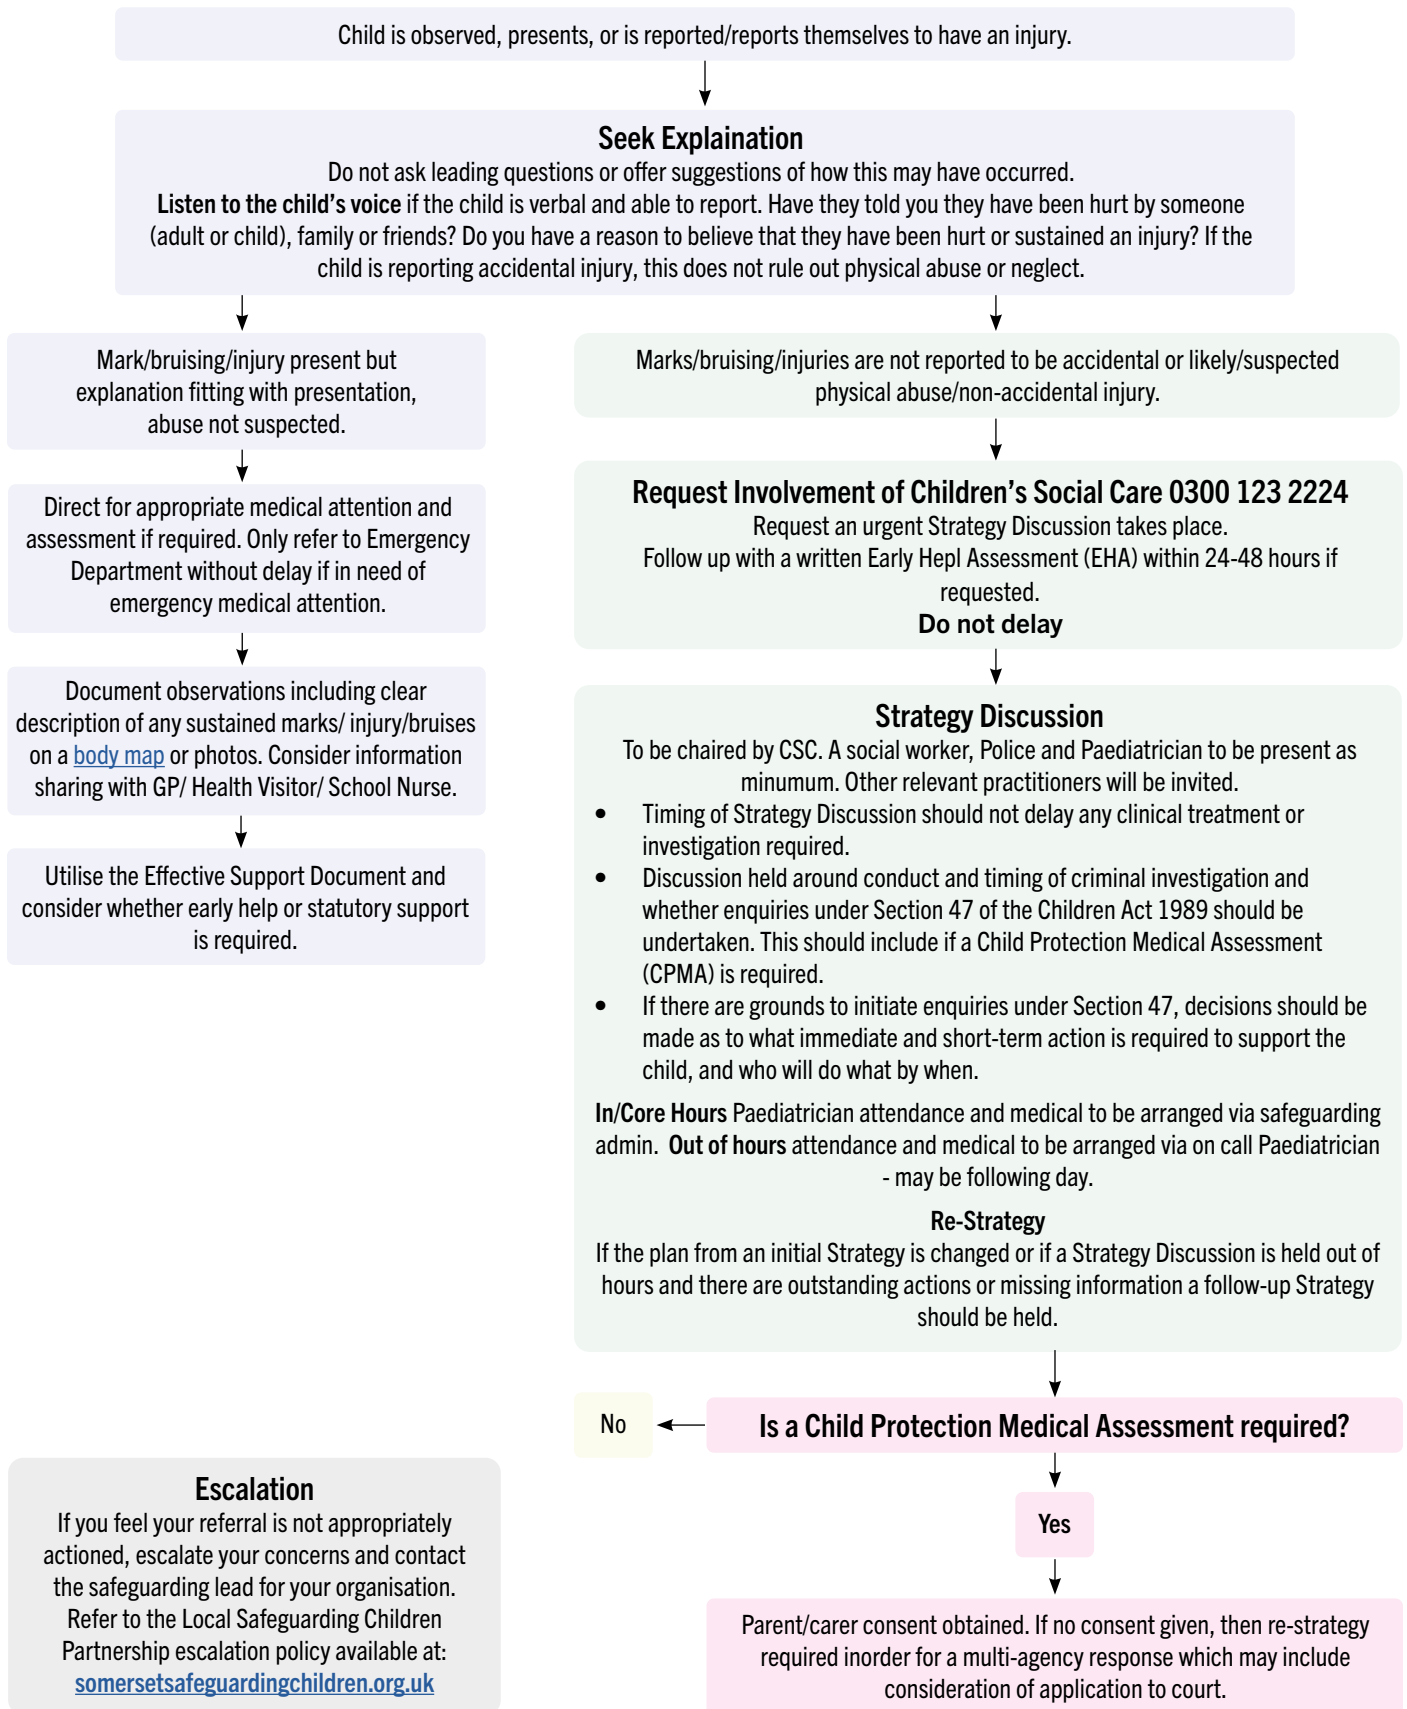 Child is observed, presents, or is reported/reports themselves to have an injury.
Seek Explaination
Do not ask leading questions or offer suggestions of how this may have occurred.
Listen to the child’s voice if the child is verbal and able to report. Have they told you they have been hurt by someone
(adult or child), family or friends? Do you have a reason to believe that they have been hurt or sustained an injury? If the
child is reporting accidental injury, this does not rule out physical abuse or neglect.
Mark/bruising/injury present but
explanation fitting with presentation,
abuse not suspected.
Direct for appropriate medical attention and
assessment if required. Only refer to Emergency
Department without delay if in need of
emergency medical attention.
Document observations including clear
description of any sustained marks/ injury/bruises
on a body map or photos. Consider information
sharing with GP/ Health Visitor/ School Nurse.
Utilise the Effective Support Document and
consider whether early help or statutory support
is required.
Marks/bruising/injuries are not reported to be accidental or likely/suspected
physical abuse/non-accidental injury.
Request Involvement of Children’s Social Care 0300 123 2224
Request an urgent Strategy Discussion takes place.
Follow up with a written Early Hepl Assessment (EHA) within 24-48 hours if
requested.
Do not delay
Strategy Discussion
To be chaired by CSC. A social worker, Police and Paediatrician to be present as
minumum. Other relevant practitioners will be invited.
• Timing of Strategy Discussion should not delay any clinical treatment or
investigation required.
• Discussion held around conduct and timing of criminal investigation and
whether enquiries under Section 47 of the Children Act 1989 should be
undertaken. This should include if a Child Protection Medical Assessment
(CPMA) is required.
• If there are grounds to initiate enquiries under Section 47, decisions should be
made as to what immediate and short-term action is required to support the
child, and who will do what by when.
In/Core Hours Paediatrician attendance and medical to be arranged via safeguarding
admin. Out of hours attendance and medical to be arranged via on call Paediatrician
- may be following day.
Re-Strategy
If the plan from an initial Strategy is changed or if a Strategy Discussion is held out of
hours and there are outstanding actions or missing information a follow-up Strategy
should be held.
Is a Child Protection Medical Assessment required?
No
Yes
Parent/carer consent obtained. If no consent given, then re-strategy
required inorder for a multi-agency response which may include
consideration of application to court.
Escalation
If you feel your referral is not appropriately
actioned, escalate your concerns and contact
the safeguarding lead for your organisation.
Refer to the Local Safeguarding Children
Partnership escalation policy available at:
somersetsafeguardingchildren.org.uk